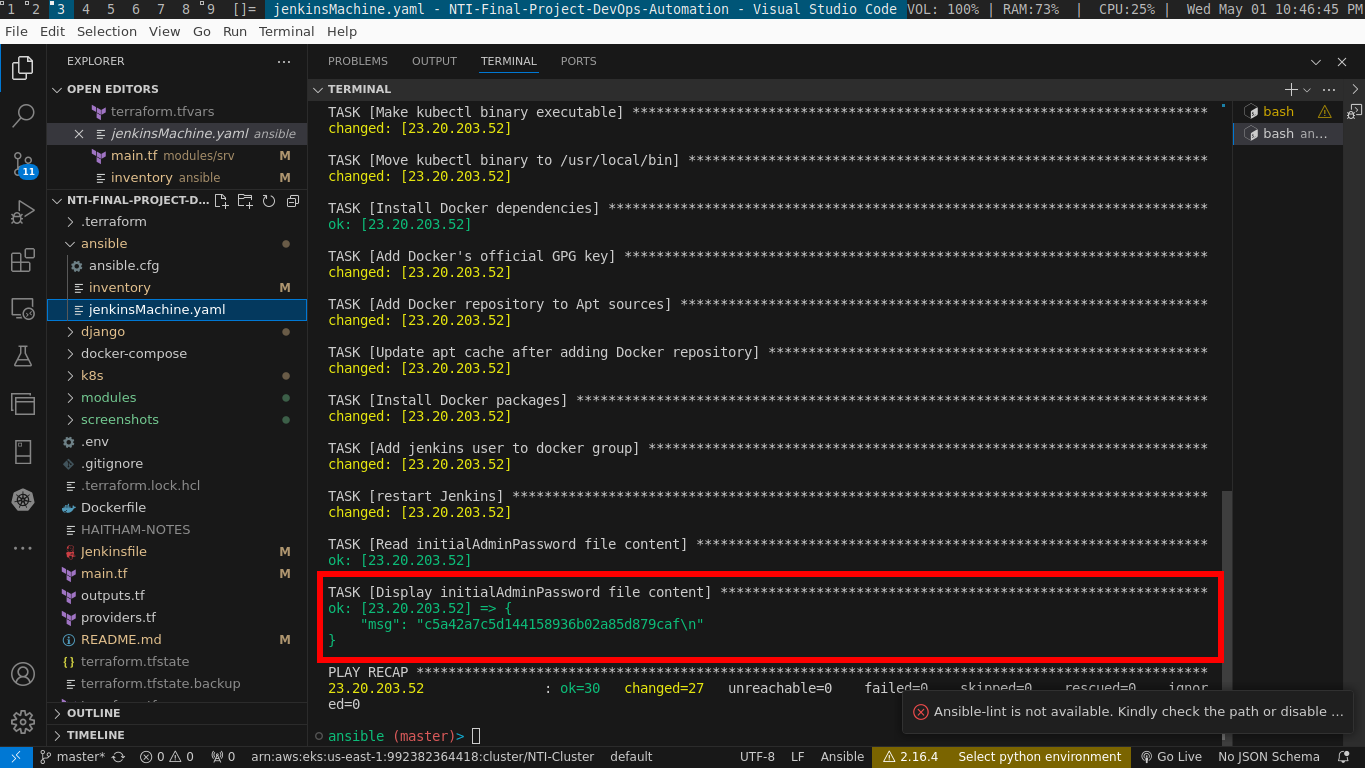 1 2 3 4 5 6 7 8 9 []= jenkinsMachine.yaml - NTI-Final-Project-DevOps-Automation - Visual Studio Code VOL: 100% | RAM:73% | CPU:25% | Wed May 01 10:46:45 PM
File Edit Selection View Go Run Terminal Help
EXPLORER ...
OPEN EDITORS
terraform.tfvars
jenkinsMachine.yaml ansible
main.tf modules/srv M
inventory ansible M
11
NTI-FINAL-PROJECT-D...
.terraform
ansible
ansible.cfg
inventory M
jenkinsMachine.yaml
django
docker-compose
k8s
modules
screenshots
.env
.gitignore
.terraform.lock.hcl
Dockerfile
HAITHAM-NOTES
Jenkinsfile M
main.tf M
outputs.tf
providers.tf
README.md M
terraform.tfstate
terraform.tfstate.backup
OUTLINE
TIMELINE
PROBLEMS OUTPUT TERMINAL PORTS
TERMINAL
bash
bash an...
TASK [Make kubectl binary executable] ************************************************************************
changed: [23.20.203.52]
TASK [Move kubectl binary to /usr/local/bin] *****************************************************************
changed: [23.20.203.52]
TASK [Install Docker dependencies] ***************************************************************************
ok: [23.20.203.52]
TASK [Add Docker's official GPG key] *************************************************************************
changed: [23.20.203.52]
TASK [Add Docker repository to Apt sources] ******************************************************************
changed: [23.20.203.52]
TASK [Update apt cache after adding Docker repository] *******************************************************
changed: [23.20.203.52]
TASK [Install Docker packages] *******************************************************************************
changed: [23.20.203.52]
TASK [Add jenkins user to docker group] **********************************************************************
changed: [23.20.203.52]
TASK [restart Jenkins] ***************************************************************************************
changed: [23.20.203.52]
TASK [Read initialAdminPassword file content] ****************************************************************
ok: [23.20.203.52]
TASK [Display initialAdminPassword file content] *************************************************************
ok: [23.20.203.52] => {
"msg": "c5a42a7c5d144158936b02a85d879caf\n"
}
PLAY RECAP ***************************************************************************************************
23.20.203.52 : ok=30 changed=27 unreachable=0 failed=0 skipped=0 rescued=0 ignor
ed=0
Ansible-lint is not available. Kindly check the path or disable ...
ansible (master)>
master* 0 0 0 arn:aws:eks:us-east-1:992382364418:cluster/NTI-Cluster default UTF-8 LF Ansible 2.16.4 Select python environment Go Live No JSON Schema